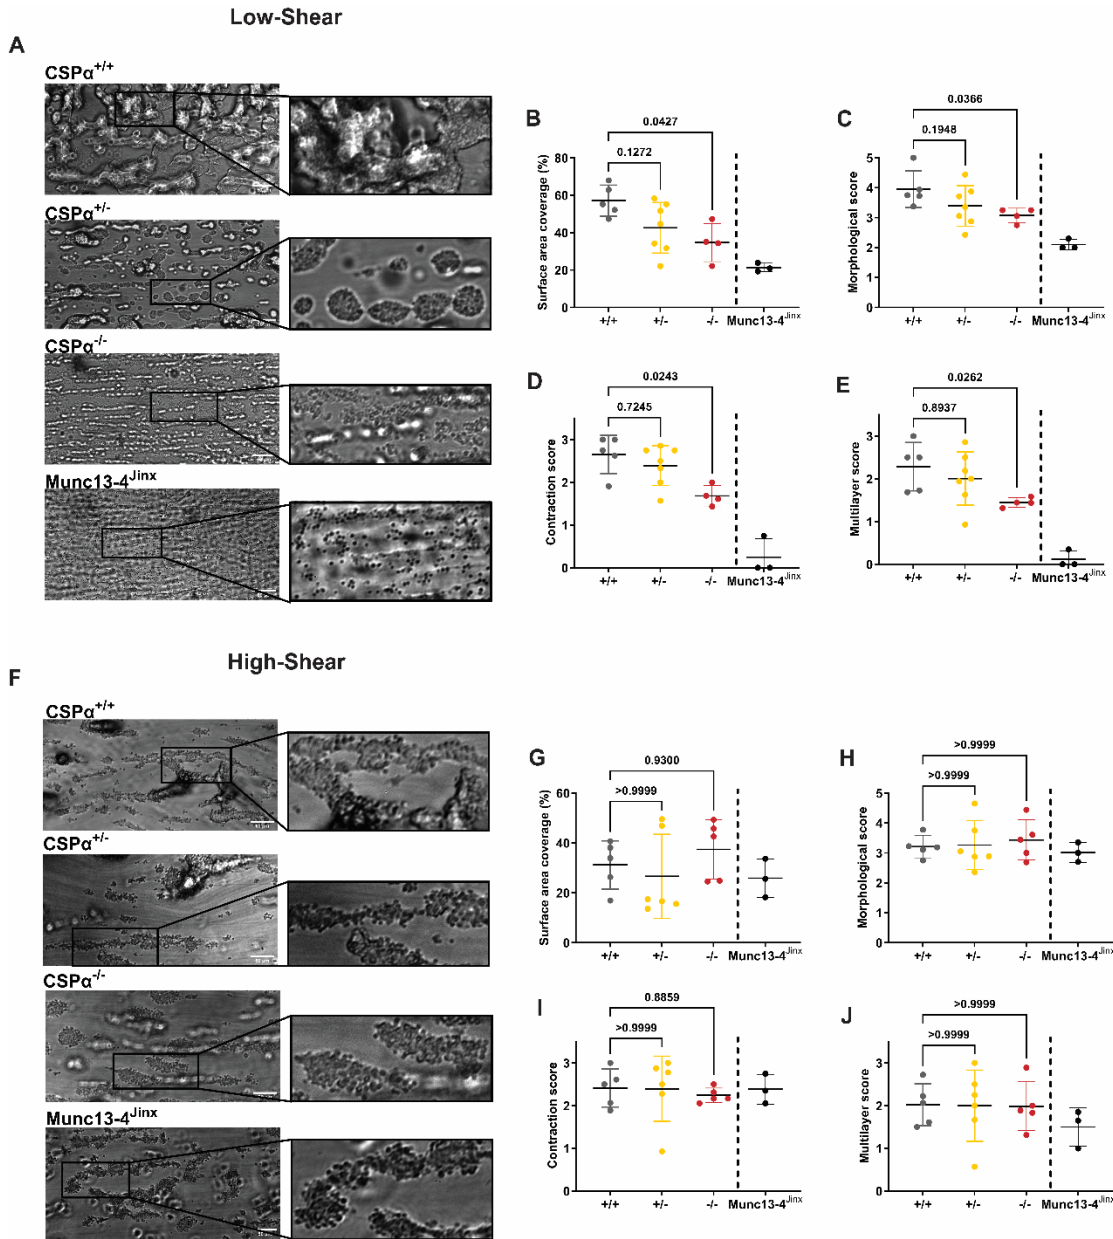 Low-Shear
A
CSPα+/+
CSPα+/-
CSPα-/-
Munc13-4Jinx
B
0.0427
0.1272
Surface area coverage (%)
80
60
40
20
0
+/+ +/- -/- Munc13-4Jinx
C
0.0366
0.1948
Morphological score
5
4
3
2
1
0
+/+ +/- -/- Munc13-4Jinx
D
0.0243
0.7245
Contraction score
3
2
1
0
+/+ +/- -/- Munc13-4Jinx
E
0.0262
0.8937
Multilayer score
3
2
1
0
+/+ +/- -/- Munc13-4Jinx
High-Shear
F
CSPα+/+
CSPα+/-
CSPα-/-
Munc13-4Jinx
G
0.9300
>0.9999
Surface area coverage (%)
60
40
20
0
+/+ +/- -/- Munc13-4Jinx
H
>0.9999
>0.9999
Morphological score
5
4
3
2
1
0
+/+ +/- -/- Munc13-4Jinx
I
0.8859
>0.9999
Contraction score
3
2
1
0
+/+ +/- -/- Munc13-4Jinx
J
>0.9999
>0.9999
Multilayer score
3
2
1
0
+/+ +/- -/- Munc13-4Jinx